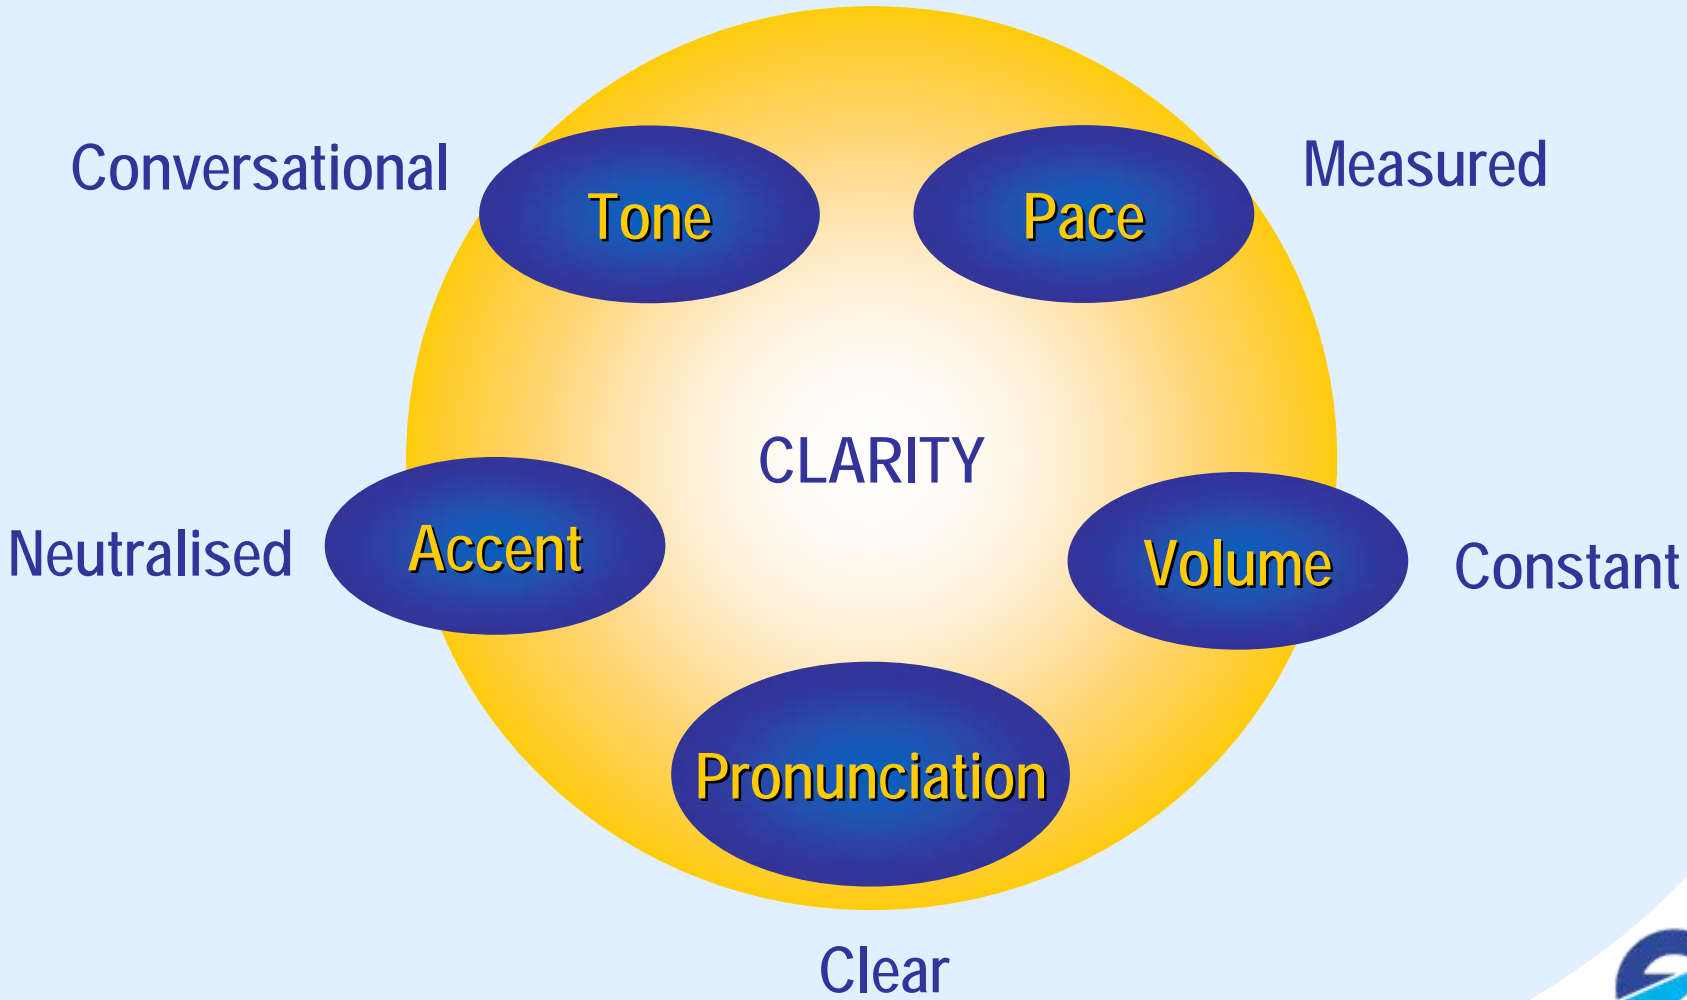 Conversational
Tone
Pace
Measured
CLARITY
Neutralised
Accent
Volume
Constant
Pronunciation
Clear